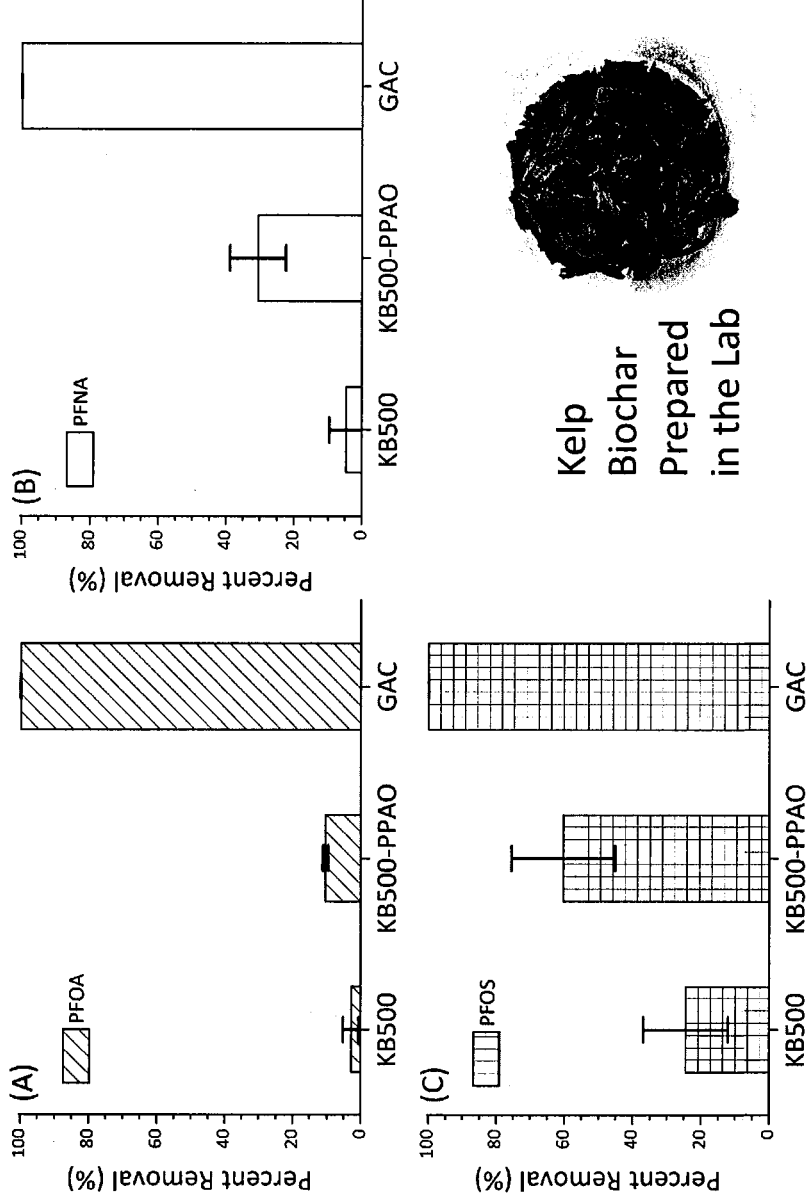 (A)
PFOA
Percent Removal (%)
100
80
60
40
20
0
KB500
KB500-PPAO
GAC
(B)
PFNA
Percent Removal (%)
100
80
60
40
20
0
KB500
KB500-PPAO
GAC
(C)
PFOS
Percent Removal (%)
100
80
60
40
20
0
KB500
KB500-PPAO
GAC
Kelp
Biochar
Prepared
in the Lab